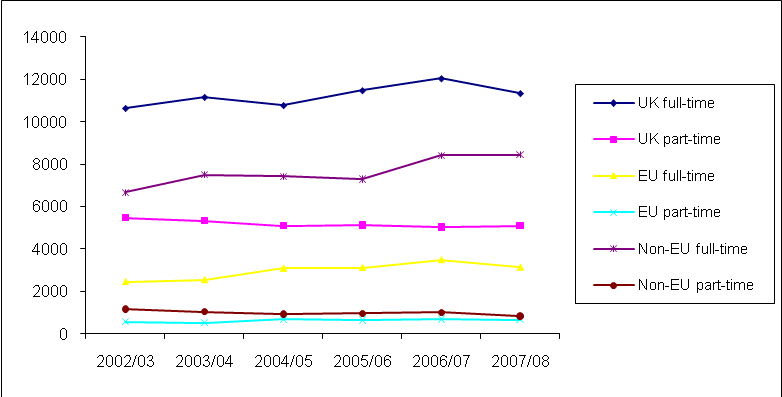 14000
12000
10000
8000
6000
4000
2000
0
2002/03 2003/04 2004/05 2005/06 2006/07 2007/08
UK full-time
UK part-time
EU full-time
EU part-time
Non-EU full-time
Non-EU part-time